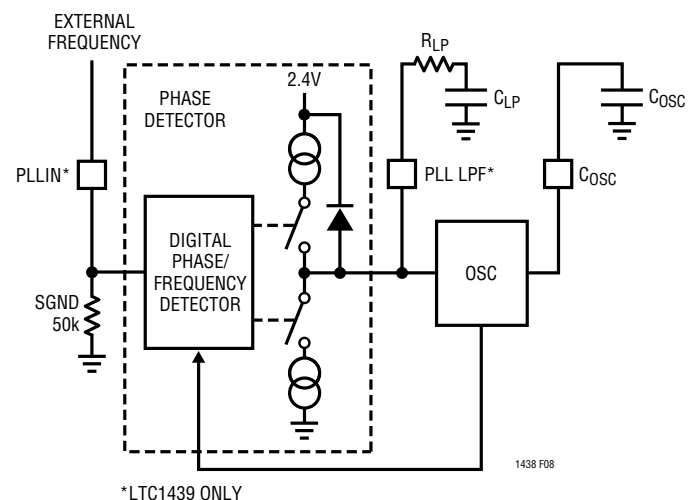 EXTERNAL
FREQUENCY
PHASE
DETECTOR
2.4V
R_LP
C_LP
C_OSC
PLLIN*
PLL LPF*
C_OSC
DIGITAL
PHASE/
FREQUENCY
DETECTOR
OSC
SGND
50k
1438 F08
*LTC1439 ONLY